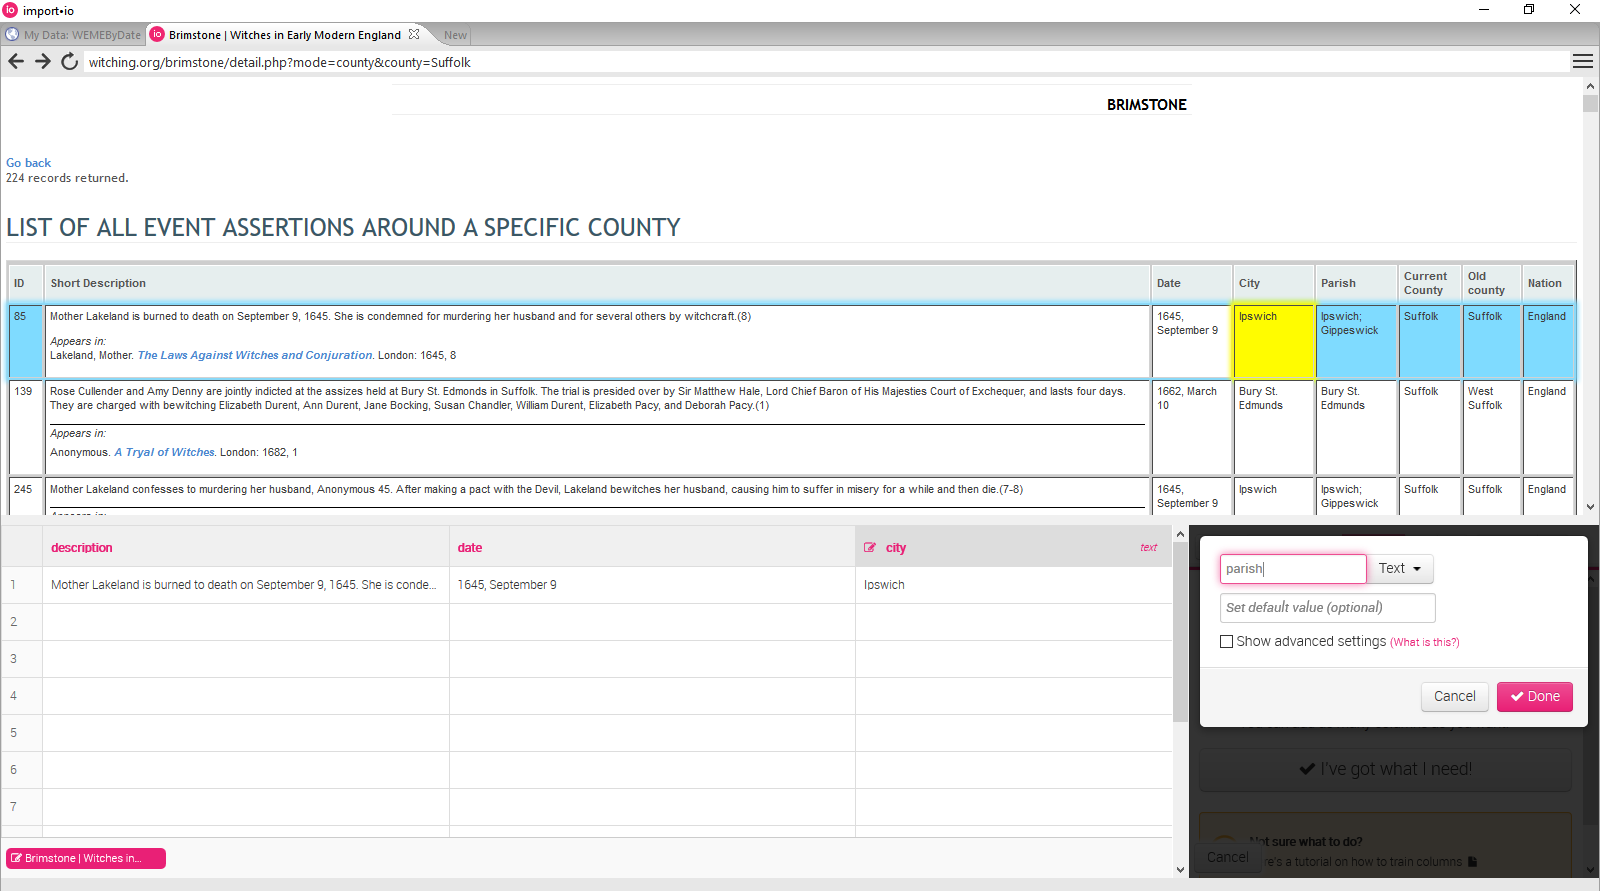 import•io
My Data: WEMEByDate
Brimstone | Witches in Early Modern England
New
witching.org/brimstone/detail.php?mode=county&county=Suffolk
BRIMSTONE
Go back
224 records returned.
LIST OF ALL EVENT ASSERTIONS AROUND A SPECIFIC COUNTY
ID Short Description Date City Parish Current County Old county Nation
85
Mother Lakeland is burned to death on September 9, 1645. She is condemned for murdering her husband and for several others by witchcraft.(8)
Appears in:
Lakeland, Mother. The Laws Against Witches and Conjuration. London: 1645, 8
1645, September 9
Ipswich
Ipswich; Gippeswick
Suffolk
Suffolk
England
139
Rose Cullender and Amy Denny are jointly indicted at the assizes held at Bury St. Edmonds in Suffolk. The trial is presided over by Sir Matthew Hale, Lord Chief Baron of His Majesties Court of Exchequer, and lasts four days.
They are charged with bewitching Elizabeth Durent, Ann Durent, Jane Bocking, Susan Chandler, William Durent, Elizabeth Pacy, and Deborah Pacy.(1)
Appears in:
Anonymous. A Tryal of Witches. London: 1682, 1
1662, March 10
Bury St. Edmunds
Bury St. Edmunds
Suffolk
West Suffolk
England
245
Mother Lakeland confesses to murdering her husband, Anonymous 45. After making a pact with the Devil, Lakeland bewitches her husband, causing him to suffer in misery for a while and then die.(7-8)
1645, September 9
Ipswich
Ipswich; Gippeswick
Suffolk
Suffolk
England
description date city text
1 Mother Lakeland is burned to death on September 9, 1645. She is conde... 1645, September 9 Ipswich
2
3
4
5
6
7
Brimstone | Witches in...
parish Text
Set default value (optional)
Show advanced settings (What is this?)
Cancel Done
I've got what I need!
Not sure what to do?
Cancel
tutorial on how to train columns